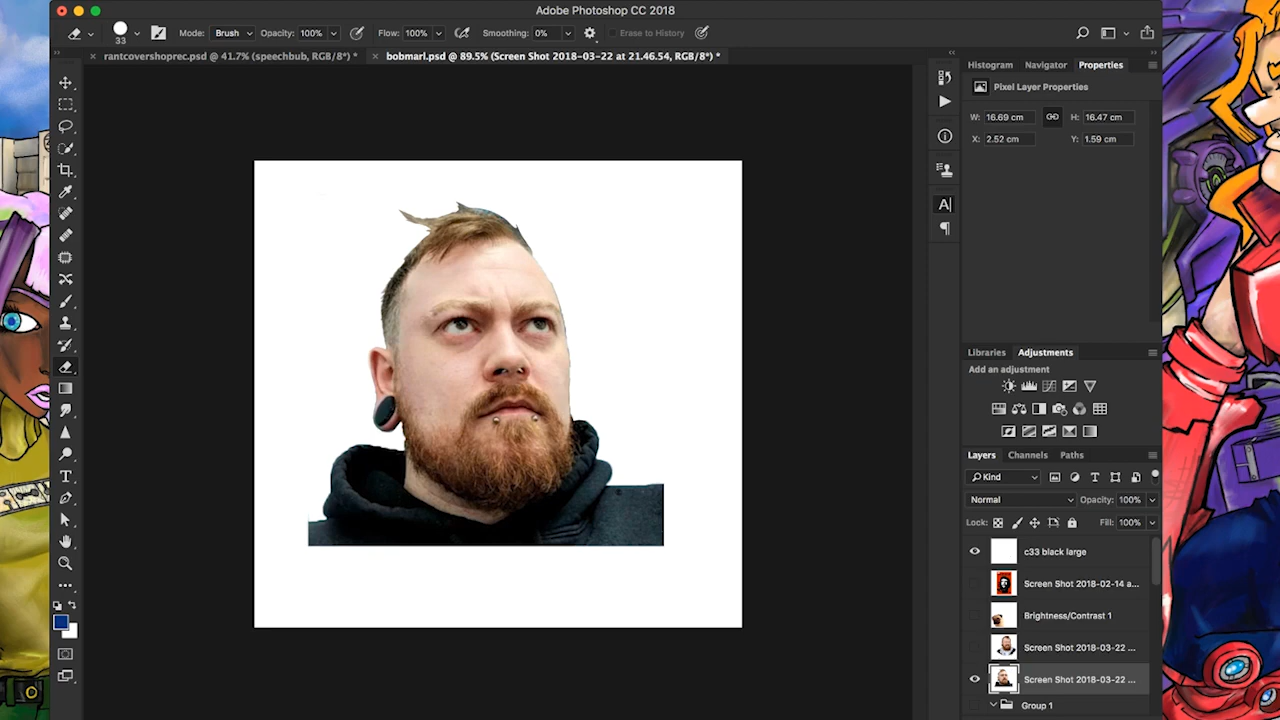 Adobe Photoshop CC 2018
33 Mode: Brush Opacity: 100% Flow: 100% Smoothing: 0% Erase to History
rantcovershoprec.psd @ 41.7% (speechbub, RGB/8*) *
bobmarl.psd @ 89.5% (Screen Shot 2018-03-22 at 21.46.54, RGB/8*) *
Histogram Navigator Properties
Pixel Layer Properties
W: 16.69 cm H: 16.47 cm
X: 2.52 cm Y: 1.59 cm
Libraries Adjustments
Add an adjustment
Layers Channels Paths
Kind
Normal Opacity: 100%
Lock: Fill: 100%
c33 black large
Screen Shot 2018-02-14 a...
Brightness/Contrast 1
Screen Shot 2018-03-22 ...
Screen Shot 2018-03-22 ...
Group 1